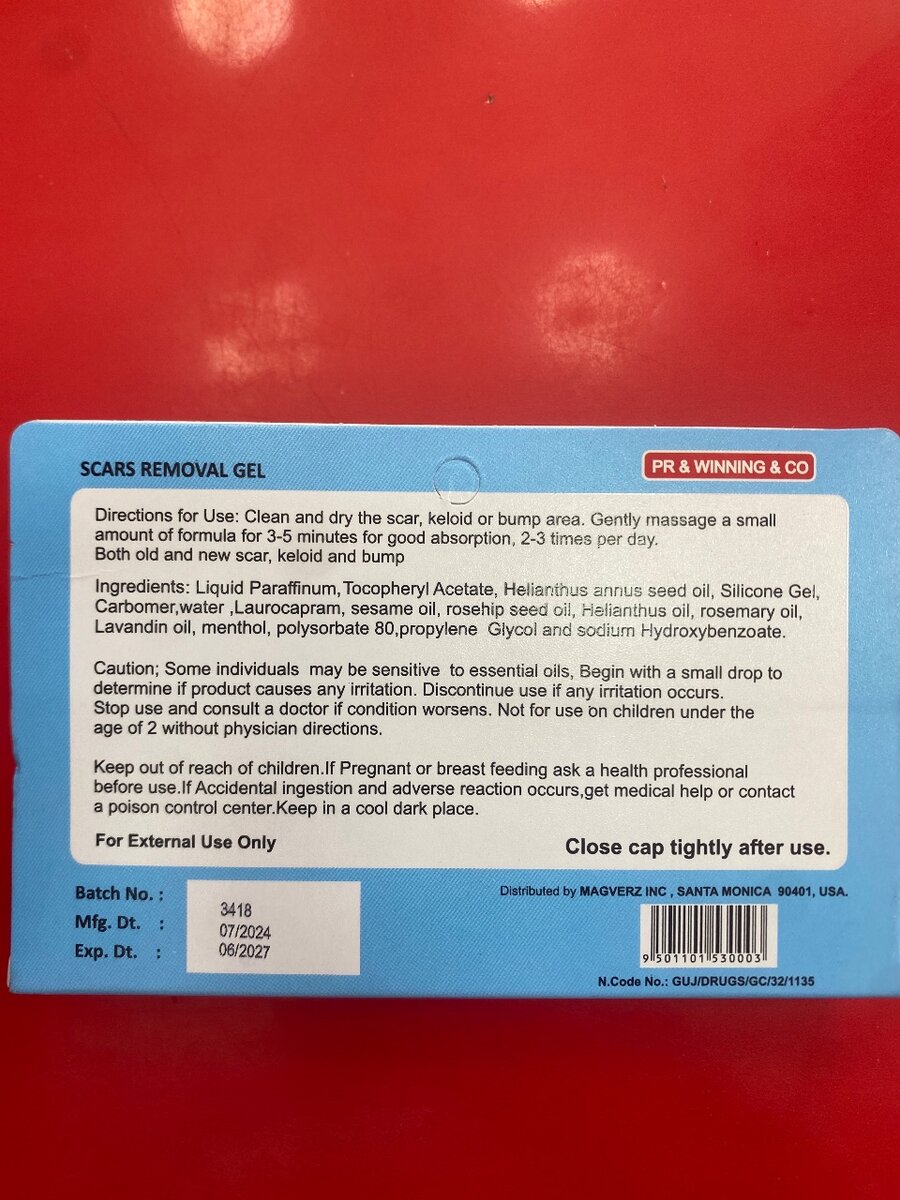 SCARS REMOVAL GEL
PR & WINNING & CO
Directions for Use: Clean and dry the scar, keloid or bump area. Gently massage a small
amount of formula for 3-5 minutes for good absorption, 2-3 times per day.
Both old and new scar, keloid and bump
Ingredients: Liquid Paraffinum, Tocopheryl Acetate, Helianthus annus seed oil, Silicone Gel,
Carbomer,water ,Laurocapram, sesame oil, rosehip seed oil, Helianthus oil, rosemary oil,
Lavandin oil, menthol, polysorbate 80,propylene Glycol and sodium Hydroxybenzoate.
Caution; Some individuals may be sensitive to essential oils, Begin with a small drop to
determine if product causes any irritation. Discontinue use if any irritation occurs.
Stop use and consult a doctor if condition worsens. Not for use on children under the
age of 2 without physician directions.
Keep out of reach of children.If Pregnant or breast feeding ask a health professional
before use.If Accidental ingestion and adverse reaction occurs,get medical help or contact
a poison control center.Keep in a cool dark place.
For External Use Only
Close cap tightly after use.
Batch No. : 3418
Mfg. Dt. : 07/2024
Exp. Dt. : 06/2027
Distributed by MAGVERZ INC , SANTA MONICA 90401, USA.
9 501101 530003
N.Code No.: GUJ/DRUGS/GC/32/1135